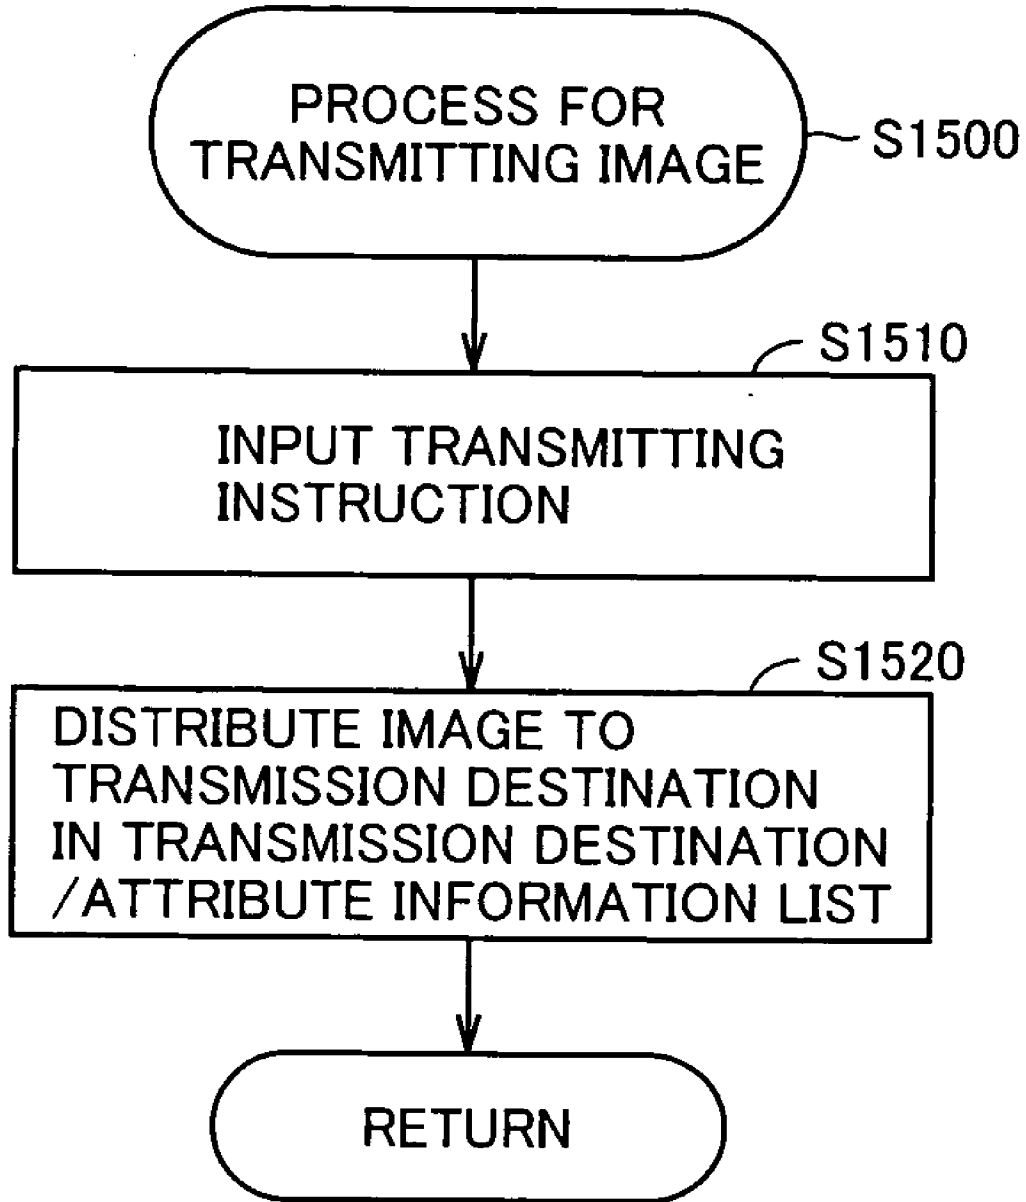 PROCESS FOR
TRANSMITTING IMAGE
S1500
S1510
INPUT TRANSMITTING
INSTRUCTION
S1520
DISTRIBUTE IMAGE TO
TRANSMISSION DESTINATION
IN TRANSMISSION DESTINATION
/ATTRIBUTE INFORMATION LIST
RETURN